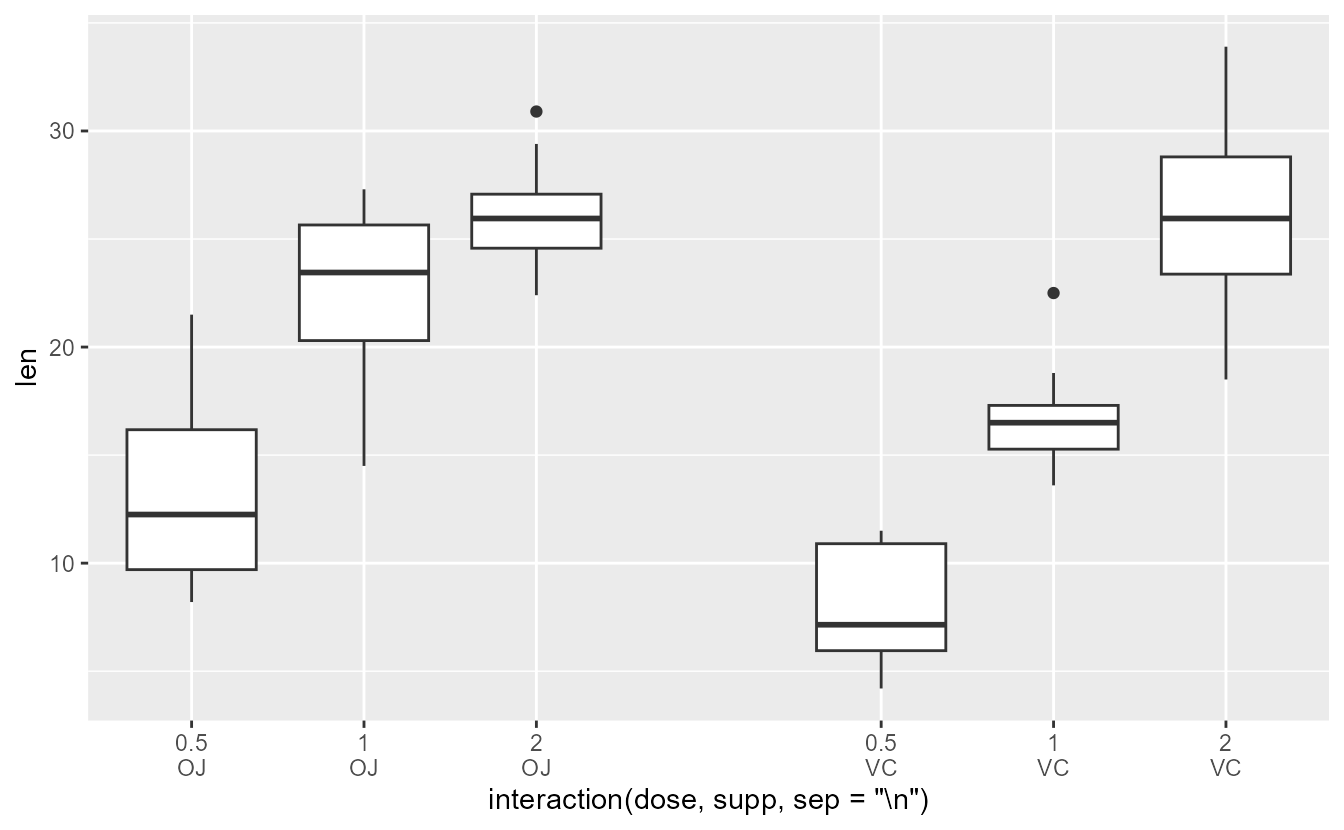 len
30
20
10
0.5 1 2 0.5 1 2
OJ OJ OJ VC VC VC
interaction(dose, supp, sep = "\n")